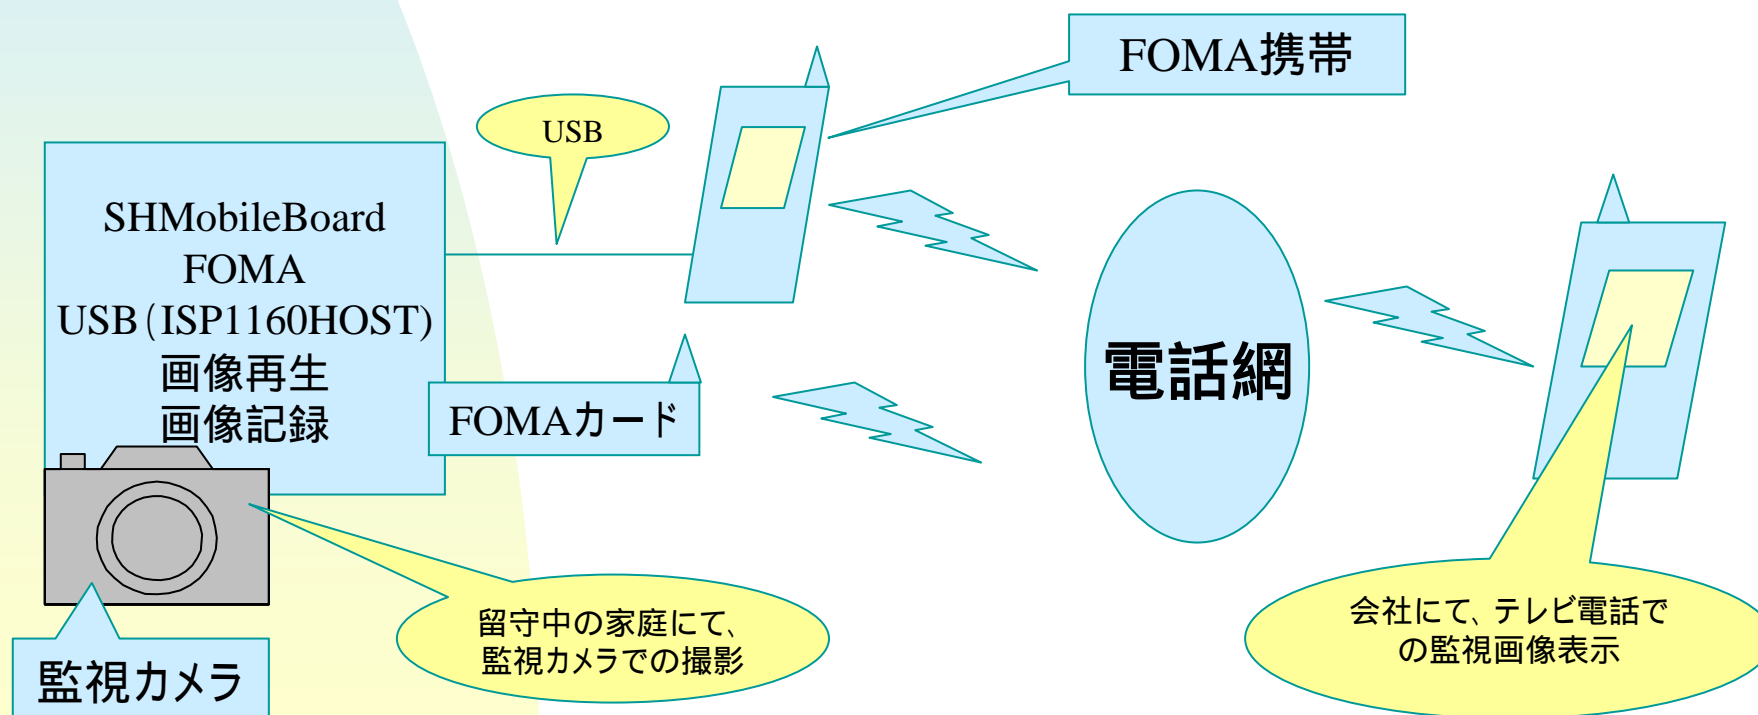 FOMA携帯
USB
SHMobileBoard
FOMA
USB(ISP1160HOST)
画像再生
画像記録
FOMAカード
電話網
留守中の家庭にて、
監視カメラでの撮影
会社にて、テレビ電話で
の監視画像表示
監視カメラ